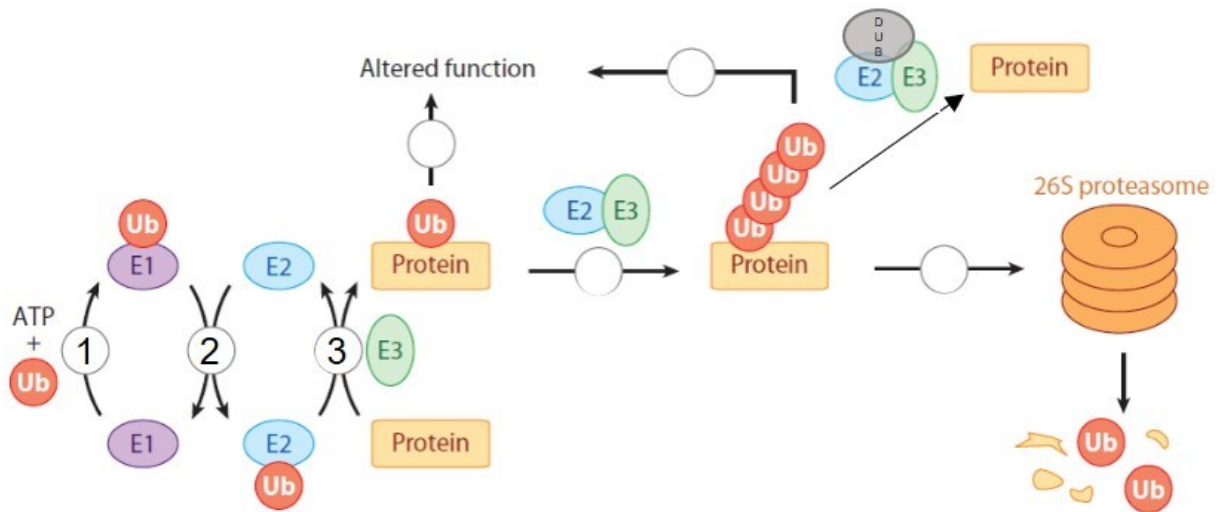 D
U
B
E2
E3
Protein
Altered function
Ub
Ub
Ub
Ub
E2
E3
26S proteasome
Ub
E1
E2
Ub
Protein
Protein
ATP
+
Ub
1
2
3
E3
E1
E2
Ub
Protein
Ub
Ub